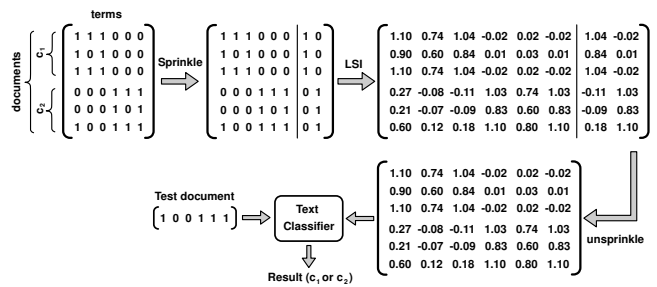 terms
documents
c1
c2
1 1 1 0 0 0
1 0 1 0 0 0
1 1 1 0 0 0
0 0 0 1 1 1
0 0 0 1 0 1
1 0 0 1 1 1
Sprinkle
1 1 1 0 0 0 1 0
1 0 1 0 0 0 1 0
1 1 1 0 0 0 1 0
0 0 0 1 1 1 0 1
0 0 0 1 0 1 0 1
1 0 0 1 1 1 0 1
LSI
1.10 0.74 1.04 -0.02 0.02 -0.02 1.04 -0.02
0.90 0.60 0.84 0.01 0.03 0.01 0.84 0.01
1.10 0.74 1.04 -0.02 0.02 -0.02 1.04 -0.02
0.27 -0.08 -0.11 1.03 0.74 1.03 -0.11 1.03
0.21 -0.07 -0.09 0.83 0.60 0.83 -0.09 0.83
0.60 0.12 0.18 1.10 0.80 1.10 0.18 1.10
unsprinkle
1.10 0.74 1.04 -0.02 0.02 -0.02
0.90 0.60 0.84 0.01 0.03 0.01
1.10 0.74 1.04 -0.02 0.02 -0.02
0.27 -0.08 -0.11 1.03 0.74 1.03
0.21 -0.07 -0.09 0.83 0.60 0.83
0.60 0.12 0.18 1.10 0.80 1.10
Test document
1 0 0 1 1 1
Text
Classifier
Result (c1 or c2)